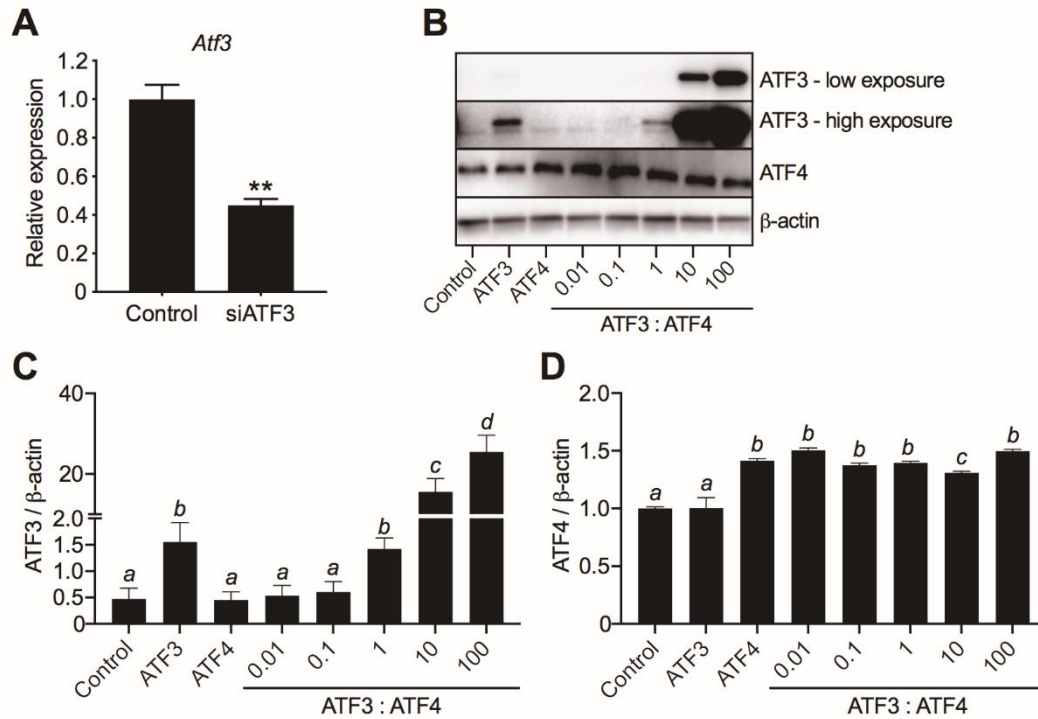 A
Atf3
Relative expression
1.2
1.0
0.8
0.6
0.4
0.2
0
**
Control
siATF3
B
ATF3 - low exposure
ATF3 - high exposure
ATF4
β-actin
Control
ATF3
ATF4
0.01
0.1
1
10
100
ATF3 : ATF4
C
ATF3 / β-actin
40
20
2.0
1.5
1.0
0.5
0
a
b
a
a
a
b
c
d
Control
ATF3
ATF4
0.01
0.1
1
10
100
ATF3 : ATF4
D
ATF4 / β-actin
2.0
1.5
1.0
0.5
0
a
a
b
b
b
b
c
b
Control
ATF3
ATF4
0.01
0.1
1
10
100
ATF3 : ATF4